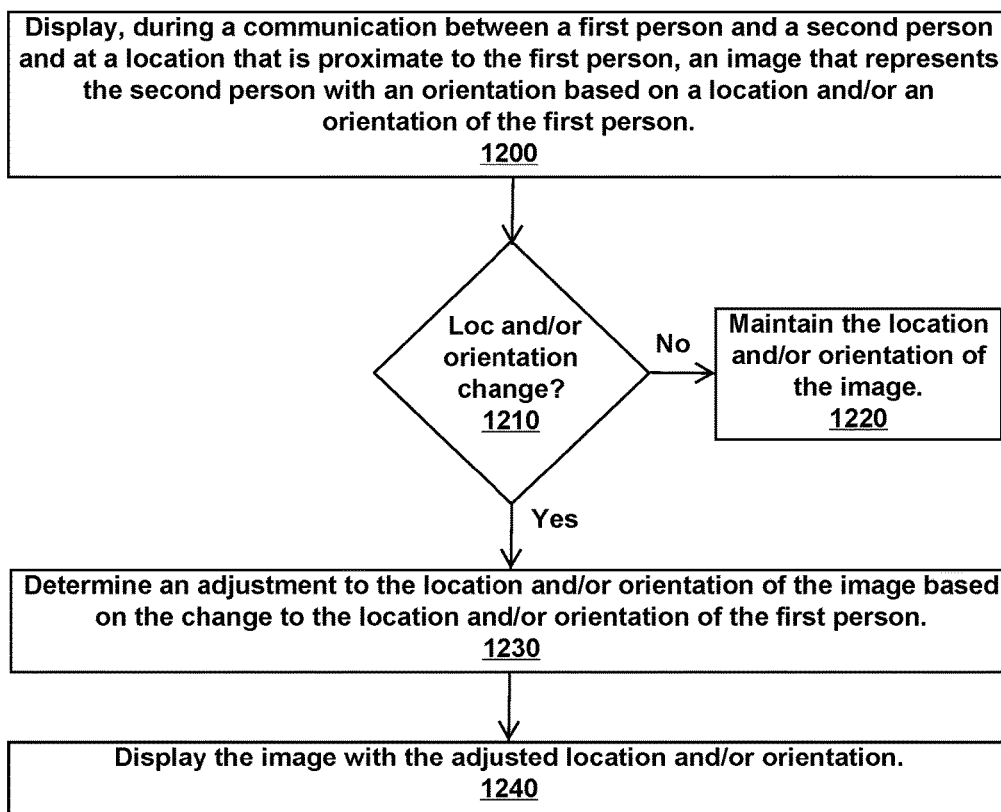 Display, during a communication between a first person and a second person
and at a location that is proximate to the first person, an image that represents
the second person with an orientation based on a location and/or an
orientation of the first person.
1200
Loc and/or
orientation
change?
1210
No
Maintain the location
and/or orientation of
the image.
1220
Yes
Determine an adjustment to the location and/or orientation of the image based
on the change to the location and/or orientation of the first person.
1230
Display the image with the adjusted location and/or orientation.
1240